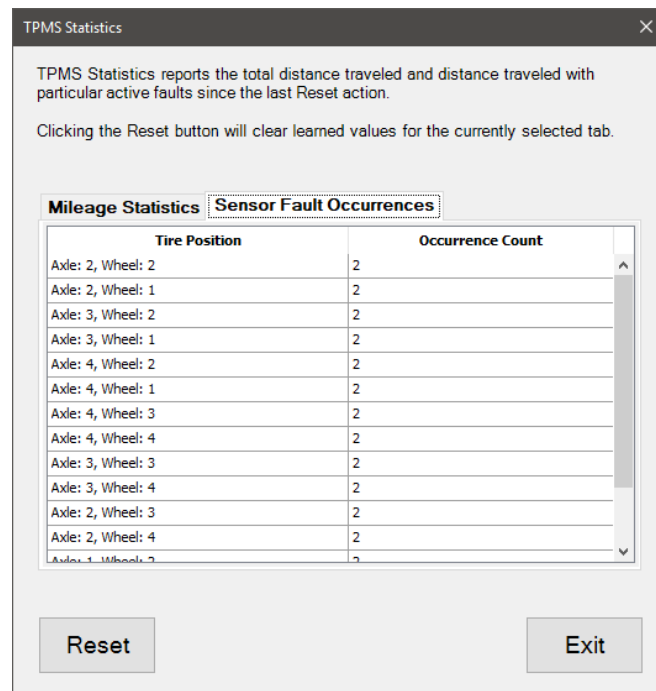 TPMS Statistics
TPMS Statistics reports the total distance traveled and distance traveled with
particular active faults since the last Reset action.
Clicking the Reset button will clear learned values for the currently selected tab.
Mileage Statistics Sensor Fault Occurrences
Tire Position Occurrence Count
Axle: 2, Wheel: 2 2
Axle: 2, Wheel: 1 2
Axle: 3, Wheel: 2 2
Axle: 3, Wheel: 1 2
Axle: 4, Wheel: 2 2
Axle: 4, Wheel: 1 2
Axle: 4, Wheel: 3 2
Axle: 4, Wheel: 4 2
Axle: 3, Wheel: 3 2
Axle: 3, Wheel: 4 2
Axle: 2, Wheel: 3 2
Axle: 2, Wheel: 4 2
Axle: 1, Wheel:
Reset Exit